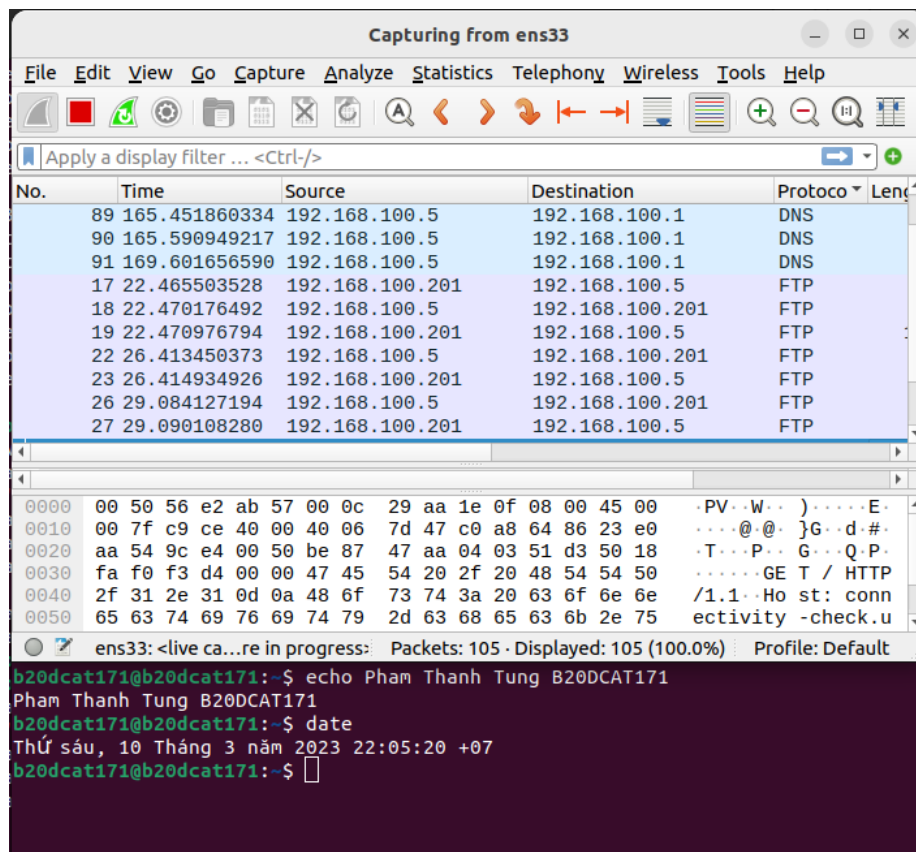 Capturing from ens33
File Edit View Go Capture Analyze Statistics Telephony Wireless Tools Help
Apply a display filter … <Ctrl-/>
No. Time Source Destination Protoco Leng
89 165.451860334 192.168.100.5 192.168.100.1 DNS
90 165.590949217 192.168.100.5 192.168.100.1 DNS
91 169.601656590 192.168.100.5 192.168.100.1 DNS
17 22.465503528 192.168.100.201 192.168.100.5 FTP
18 22.470176492 192.168.100.5 192.168.100.201 FTP
19 22.470976794 192.168.100.201 192.168.100.5 FTP
22 26.413450373 192.168.100.5 192.168.100.201 FTP
23 26.414934926 192.168.100.201 192.168.100.5 FTP
26 29.084127194 192.168.100.5 192.168.100.201 FTP
27 29.090108280 192.168.100.201 192.168.100.5 FTP
0000 00 50 56 e2 ab 57 00 0c 29 aa 1e 0f 08 00 45 00 ·PV··W·· )·····E·
0010 00 7f c9 ce 40 00 40 06 7d 47 c0 a8 64 86 23 e0 ····@·@· }G··d·#·
0020 aa 54 9c e4 00 50 be 87 47 aa 04 03 51 d3 50 18 ·T···P·· G···Q·P·
0030 fa f0 f3 d4 00 00 47 45 54 20 2f 20 48 54 54 50 ······GE T / HTTP
0040 2f 31 2e 31 0d 0a 48 6f 73 74 3a 20 63 6f 6e 6e /1.1··Ho st: conn
0050 65 63 74 69 76 69 74 79 2d 63 68 65 63 6b 2e 75 ectivity -check.u
ens33: <live ca…re in progress> Packets: 105 · Displayed: 105 (100.0%) Profile: Default
b20dcat171@b20dcat171:~$ echo Pham Thanh Tung B20DCAT171
Pham Thanh Tung B20DCAT171
b20dcat171@b20dcat171:~$ date
Thứ sáu, 10 Tháng 3 năm 2023 22:05:20 +07
b20dcat171@b20dcat171:~$